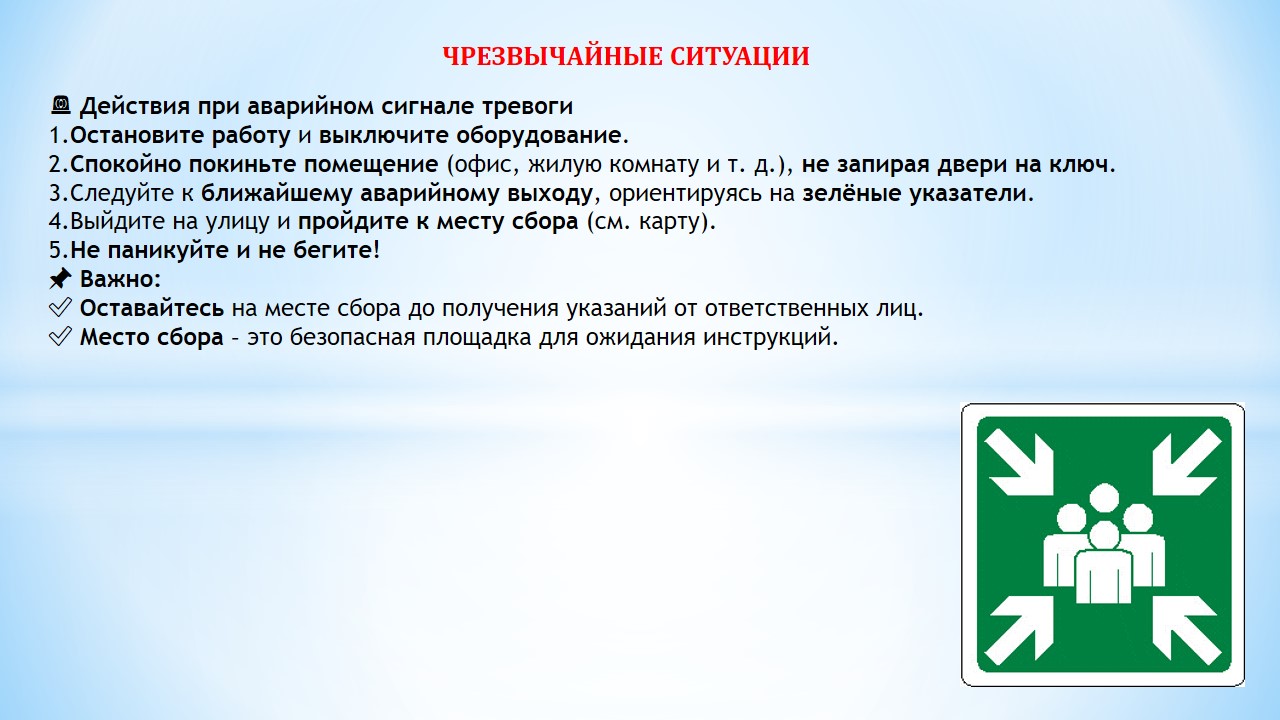 ЧРЕЗВЫЧАЙНЫЕ СИТУАЦИИ
🚨 Действия при аварийном сигнале тревоги
1.Остановите работу и выключите оборудование.
2.Спокойно покиньте помещение (офис, жилую комнату и т. д.), не запирая двери на ключ.
3.Следуйте к ближайшему аварийному выходу, ориентируясь на зелёные указатели.
4.Выйдите на улицу и пройдите к месту сбора (см. карту).
5.Не паникуйте и не бегите!
📌 Важно:
✅ Оставайтесь на месте сбора до получения указаний от ответственных лиц.
✅ Место сбора – это безопасная площадка для ожидания инструкций.